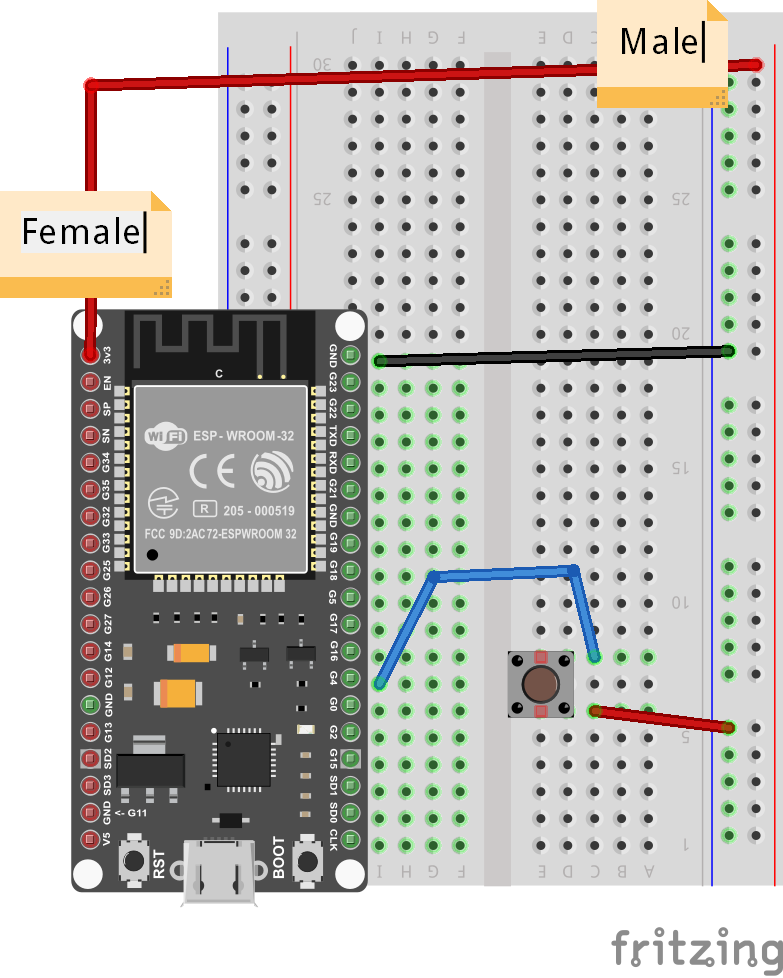 J I H G F E D C B A
30
Male
25 25
Female
20
3v3 GND
C
EN G23
SP G22
SN TXD
WiFi ESP-WROOM-32
G34 RXD
15
G35 G21
CE
G32 GND
R 205-000519
G33 G19
FCC 9D:2AC72-ESPWROOM 32
G25 G18
G26 G5
10
G27 G17
G14 G16
G12 G4
GND G0
G13 G2
5
SD2 G15
SD3 SD1
GND <- G11 SD0
V5 CLK
1
RST BOOT
I H G F E D C B A
fritzing